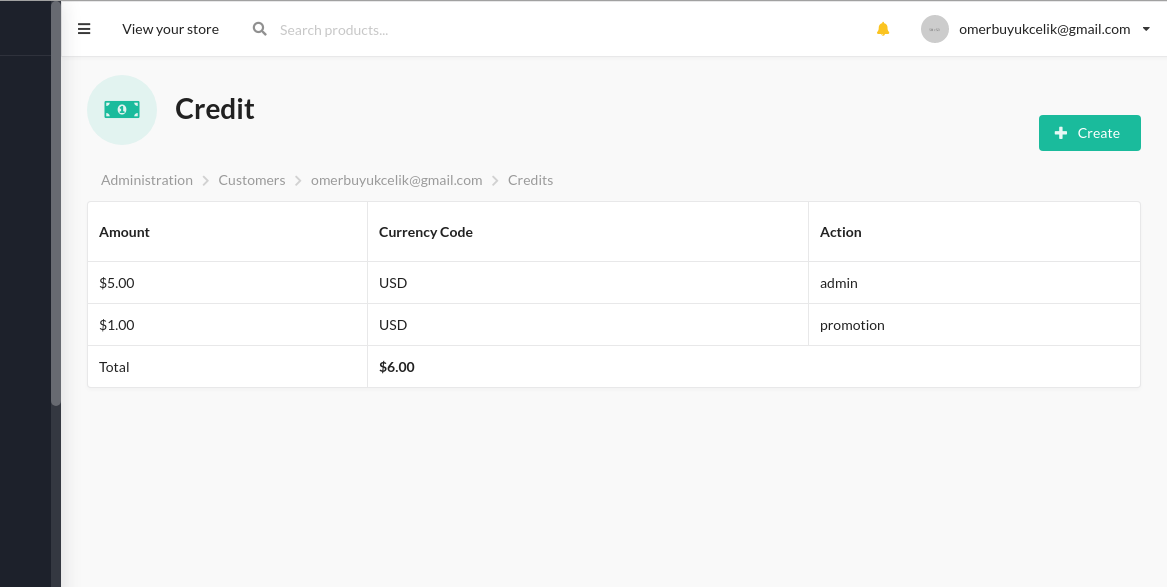 View your store Search products... omerbuyukcelik@gmail.com
Credit
Create
Administration Customers omerbuyukcelik@gmail.com Credits
Amount Currency Code Action
$5.00 USD admin
$1.00 USD promotion
Total $6.00